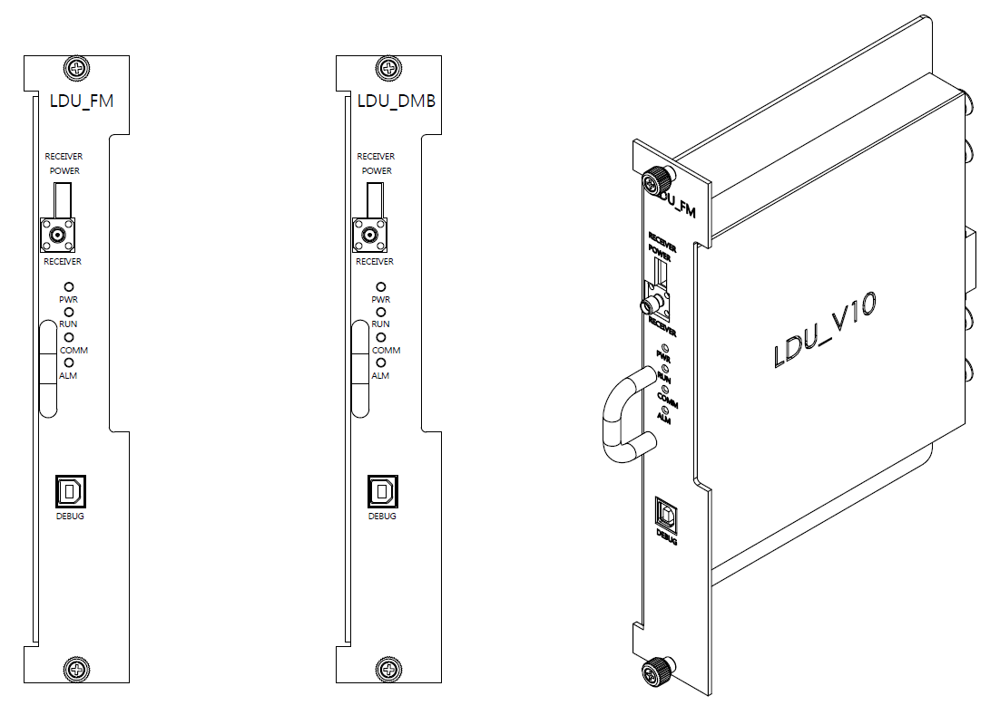 LDU_FM
RECEIVER
POWER
RECEIVER
PWR
RUN
COMM
ALM
DEBUG
LDU_DMB
RECEIVER
POWER
RECEIVER
PWR
RUN
COMM
ALM
DEBUG
LDU_FM
RECEIVER
POWER
RECEIVER
PWR
RUN
COMM
ALM
DEBUG
LDU_V10